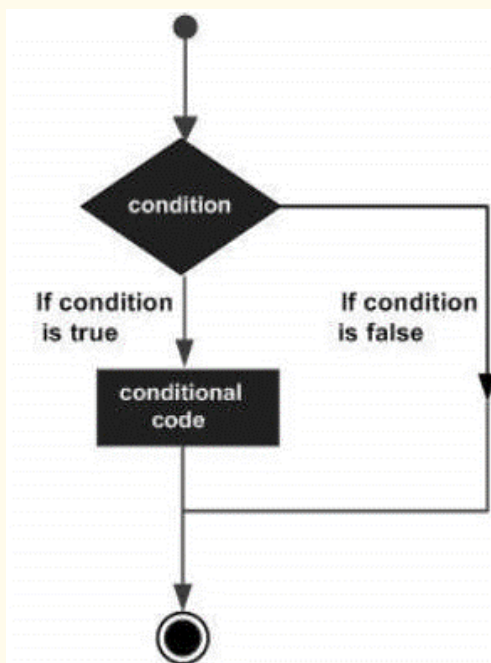 condition
If condition
is true
If condition
is false
conditional
code